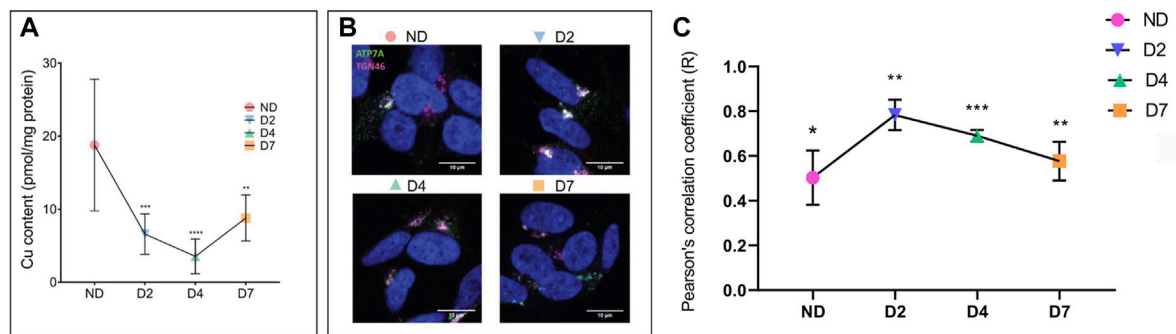 A
Cu content (pmol/mg protein)
30
20
10
0
***
****
**
ND
D2
D4
D7
ND
D2
D4
D7
B
ND
D2
ATP7A
TGN46
10 µm
10 µm
D4
D7
10 µm
10 µm
C
Pearson's correlation coefficient (R)
1.0
0.8
0.6
0.4
0.2
0.0
*
**
***
**
ND
D2
D4
D7
ND
D2
D4
D7